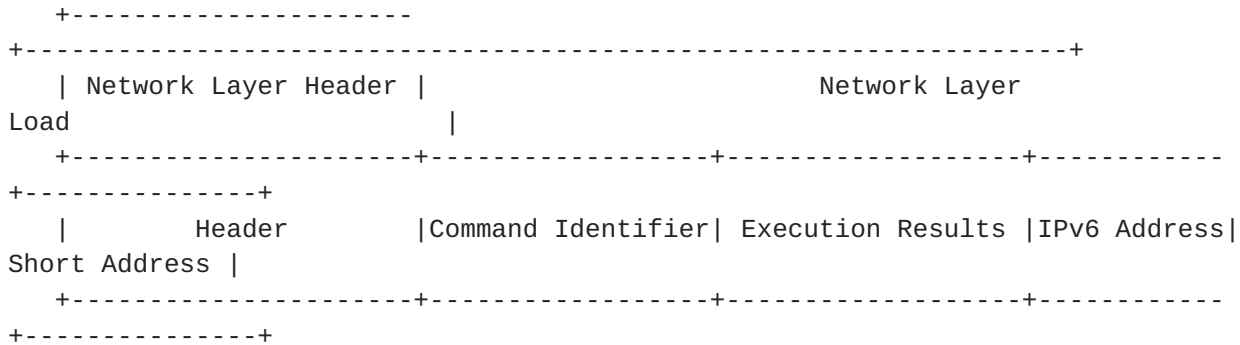 +----------------------
+-------------------------------------------------------------------+
| Network Layer Header |                         Network Layer
Load                        |
+----------------------+------------------+-------------------+------------
+---------------+
|        Header        |Command Identifier| Execution Results |IPv6 Address|
Short Address |
+----------------------+------------------+-------------------+------------
+---------------+